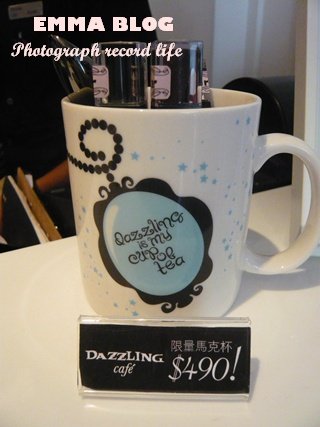 EMMA BLOG
Photograph record life
Dazzling
is my
cup of
tea
DAZZLING
café
限量馬克杯
$490!